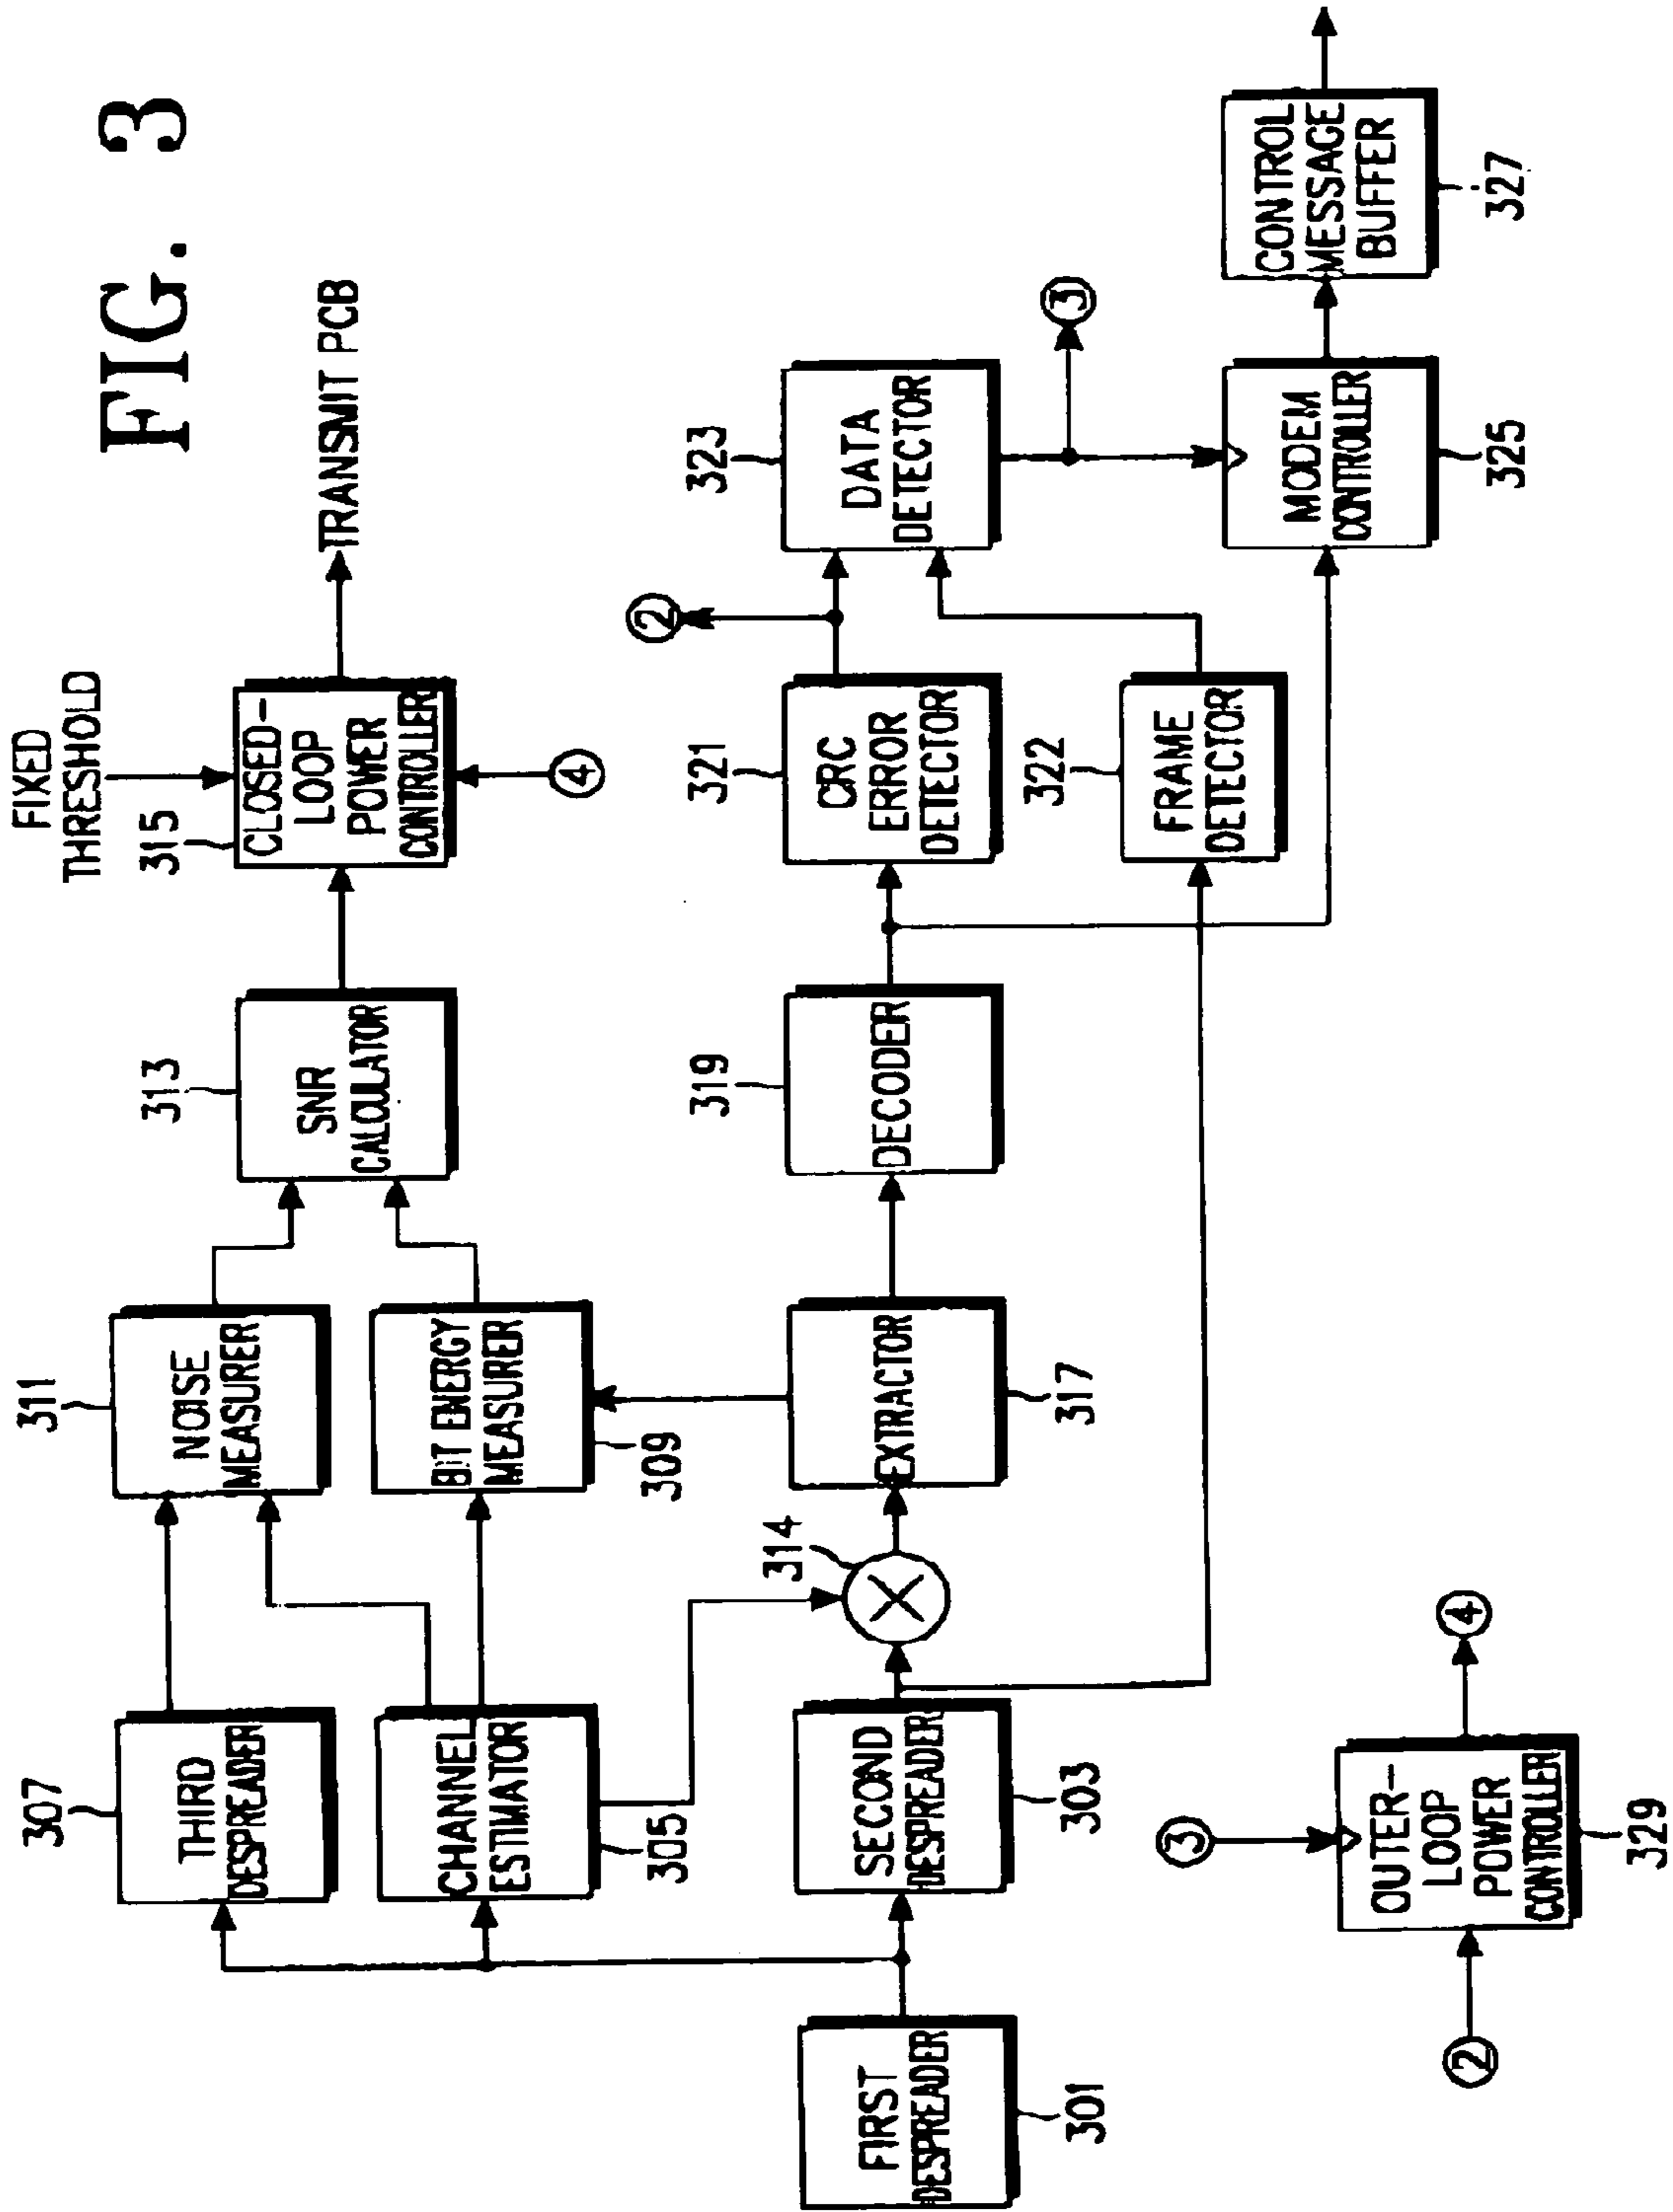 FIG. 3
FIXED
THRESHOLD
307
THIRD
DESPREADER
311
NOISE
MEASURER
313
SNR
CALCULATOR
315
CLOSED-
LOOP
POWER
CONTROLLER
TRANSMIT PCB
④
CHANNEL
ESTIMATOR
305
BIT ENERGY
MEASURER
309
FIRST
DESPREADER
301
SECOND
DESPREADER
303
314
EXTRACTOR
317
319
DECODER
321
CRC
ERROR
DETECTOR
②
323
DATA
DETECTOR
322
FRAME
DETECTOR
③
MODEM
CONTROLLER
325
CONTROL
MESSAGE
BUFFER
327
③
②
OUTER-
LOOP
POWER
CONTROLLER
329
④